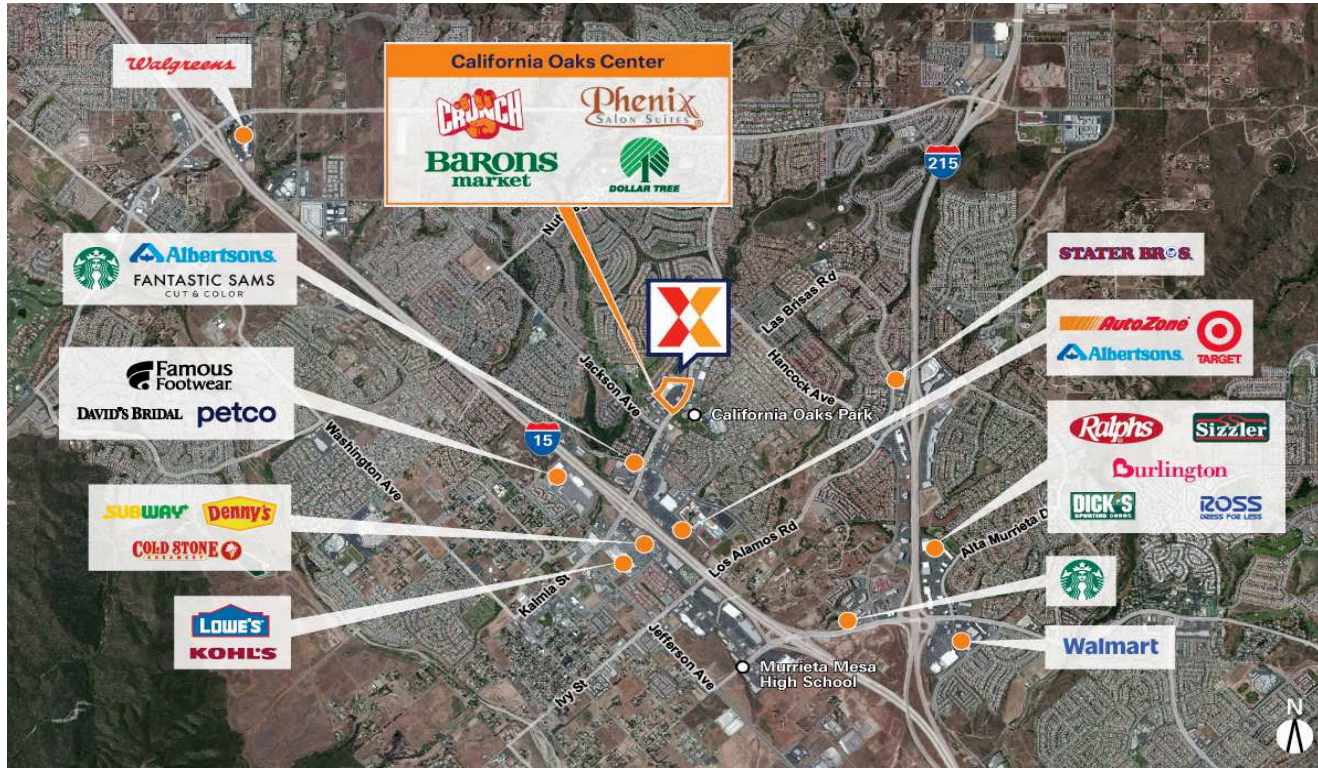 Walgreens
California Oaks Center
CRUNCH
Phenix
SALON SUITES
BARONS
market
DOLLAR TREE
215
Albertsons
FANTASTIC SAMS
CUT & COLOR
STATER BROS.
Las Brisas Rd
AutoZone
Albertsons
TARGET
Famous
Footwear
DAVID'S BRIDAL petco
Jackson Ave
Hancock Ave
California Oaks Park
15
Washington Ave
Ralphs Sizzler
Burlington
DICK'S
SPORTING GOODS
ROSS
DRESS FOR LESS
SUBWAY Denny's
COLD STONE
CREAMERY
Los Alamos Rd
Alta Murrieta
Kalmia St
LOWE'S
KOHL'S
Jefferson Ave
Ivy St
Murrieta Mesa
High School
Walmart
N